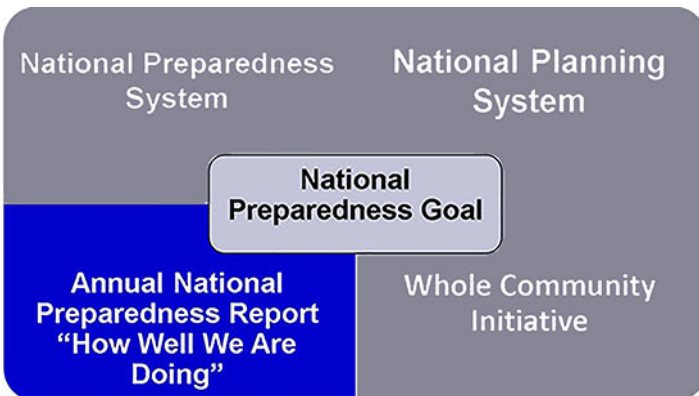 National Preparedness
System
National Planning
System
National
Preparedness Goal
Annual National
Preparedness Report
“How Well We Are
Doing”
Whole Community
Initiative